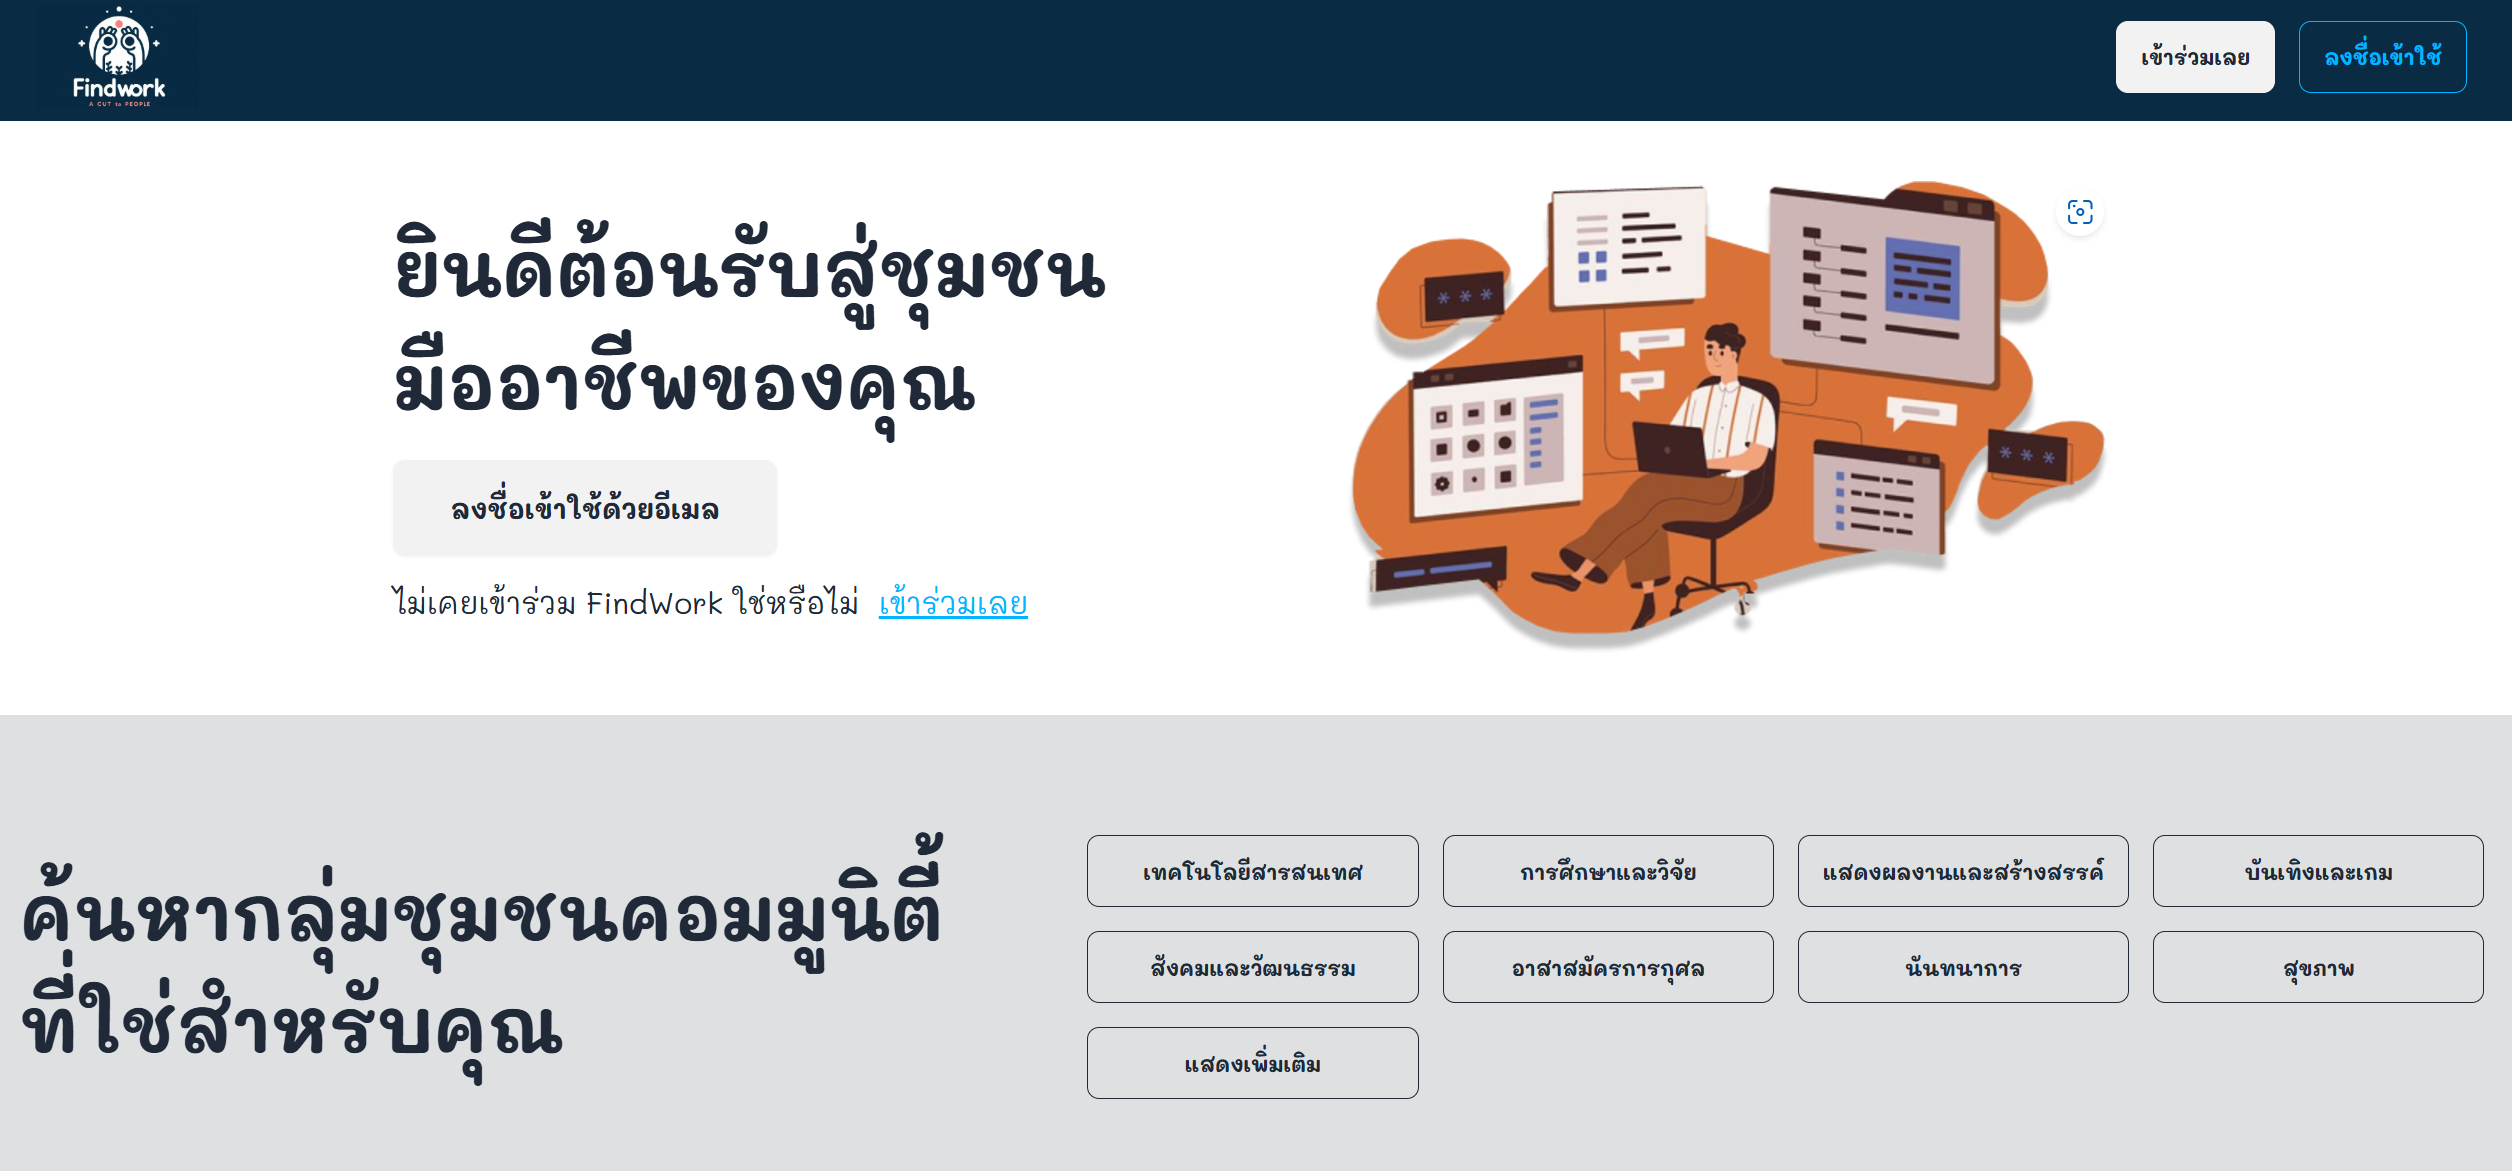 Findwork
A CUT to PEOPLE
เข้าร่วมเลย
ลงชื่อเข้าใช้
ยินดีต้อนรับสู่ชุมชน
มืออาชีพของคุณ
ลงชื่อเข้าใช้ด้วยอีเมล
ไม่เคยเข้าร่วม FindWork ใช่หรือไม่ เข้าร่วมเลย
ค้นหากลุ่มชุมชนคอมมูนิตี้
ที่ใช่สำหรับคุณ
เทคโนโลยีสารสนเทศ
การศึกษาและวิจัย
แสดงผลงานและสร้างสรรค์
บันเทิงและเกม
สังคมและวัฒนธรรม
อาสาสมัครการกุศล
นันทนาการ
สุขภาพ
แสดงเพิ่มเติม